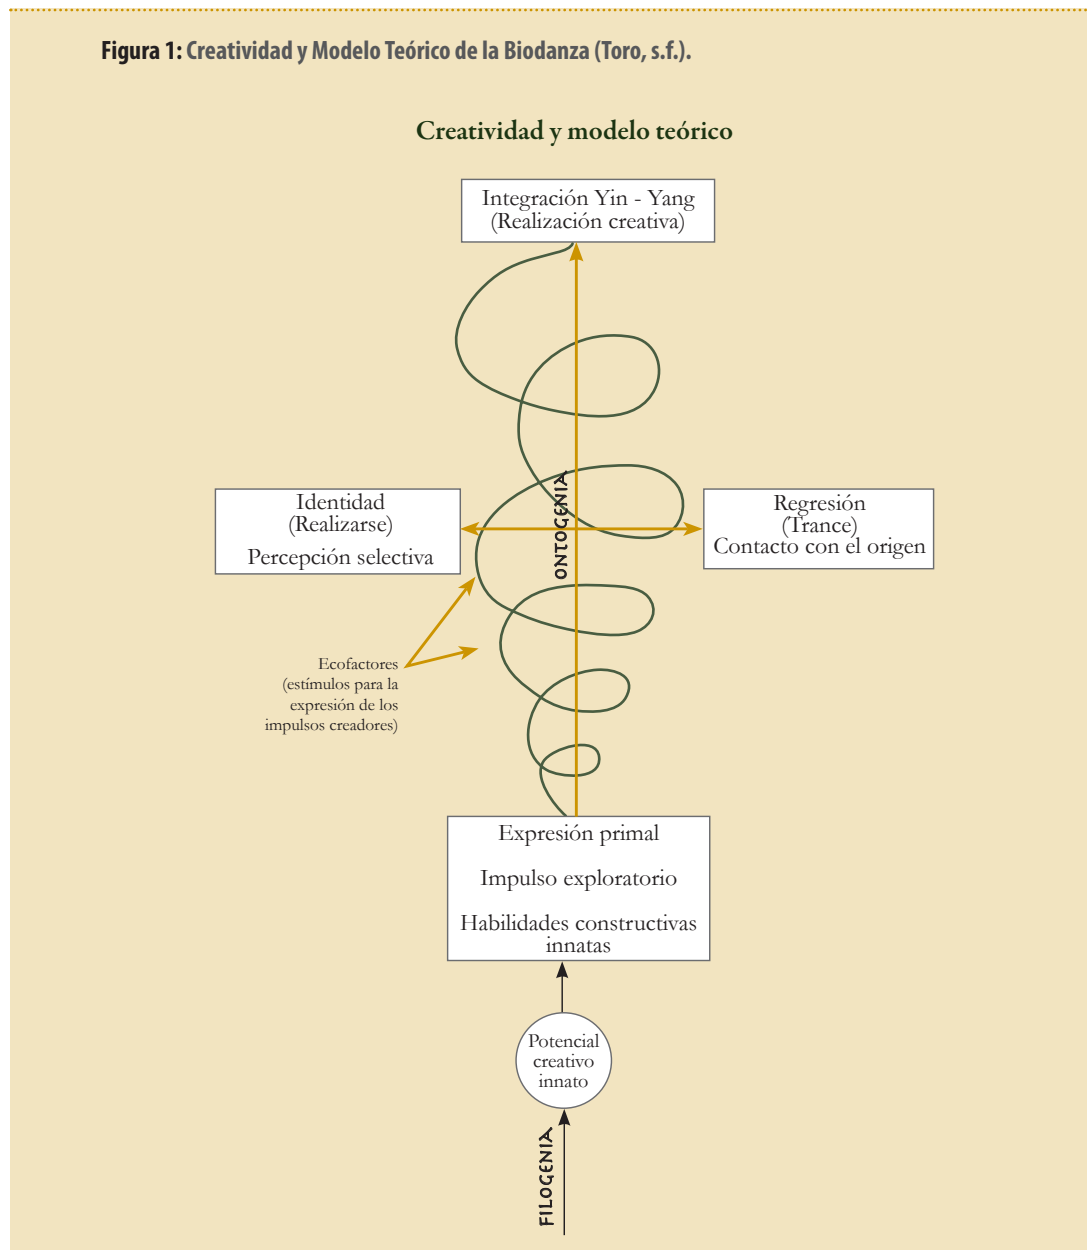 Figura 1: Creatividad y Modelo Teórico de la Biodanza (Toro, s.f.).
Creatividad y modelo teórico
Integración Yin - Yang
(Realización creativa)
Identidad
(Realizarse)
Percepción selectiva
ONTOGENIA
Regresión
(Trance)
Contacto con el origen
Ecofactores
(estímulos para la
expresión de los
impulsos creadores)
Expresión primal
Impulso exploratorio
Habilidades constructivas
innatas
Potencial
creativo
innato
FILOGENIA